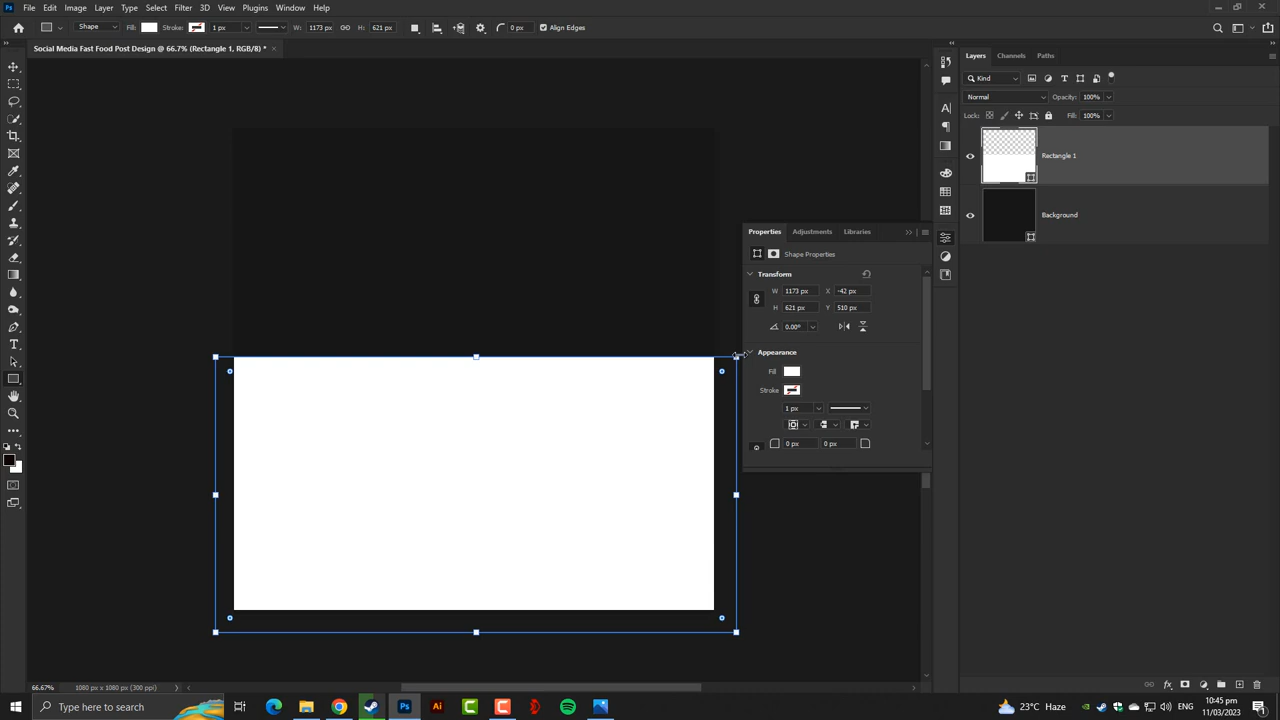 Ps File Edit Image Layer Type Select Filter 3D View Plugins Window Help
Shape Fill: Stroke: 1 px W: 1173 px H: 621 px 0 px Align Edges
Social Media Fast Food Post Design @ 66.7% (Rectangle 1, RGB/8) * ×
Layers Channels Paths
Kind
Normal Opacity: 100%
Lock: Fill: 100%
Rectangle 1
Background
Properties Adjustments Libraries
Shape Properties
Transform
W 1173 px X -42 px
H 621 px Y 510 px
0.00°
Appearance
Fill
Stroke
1 px
0 px 0 px
66.67% 1080 px x 1080 px (300 ppi)
Type here to search
Ps Ai
23°C Haze ENG 10:45 pm
11/03/2023